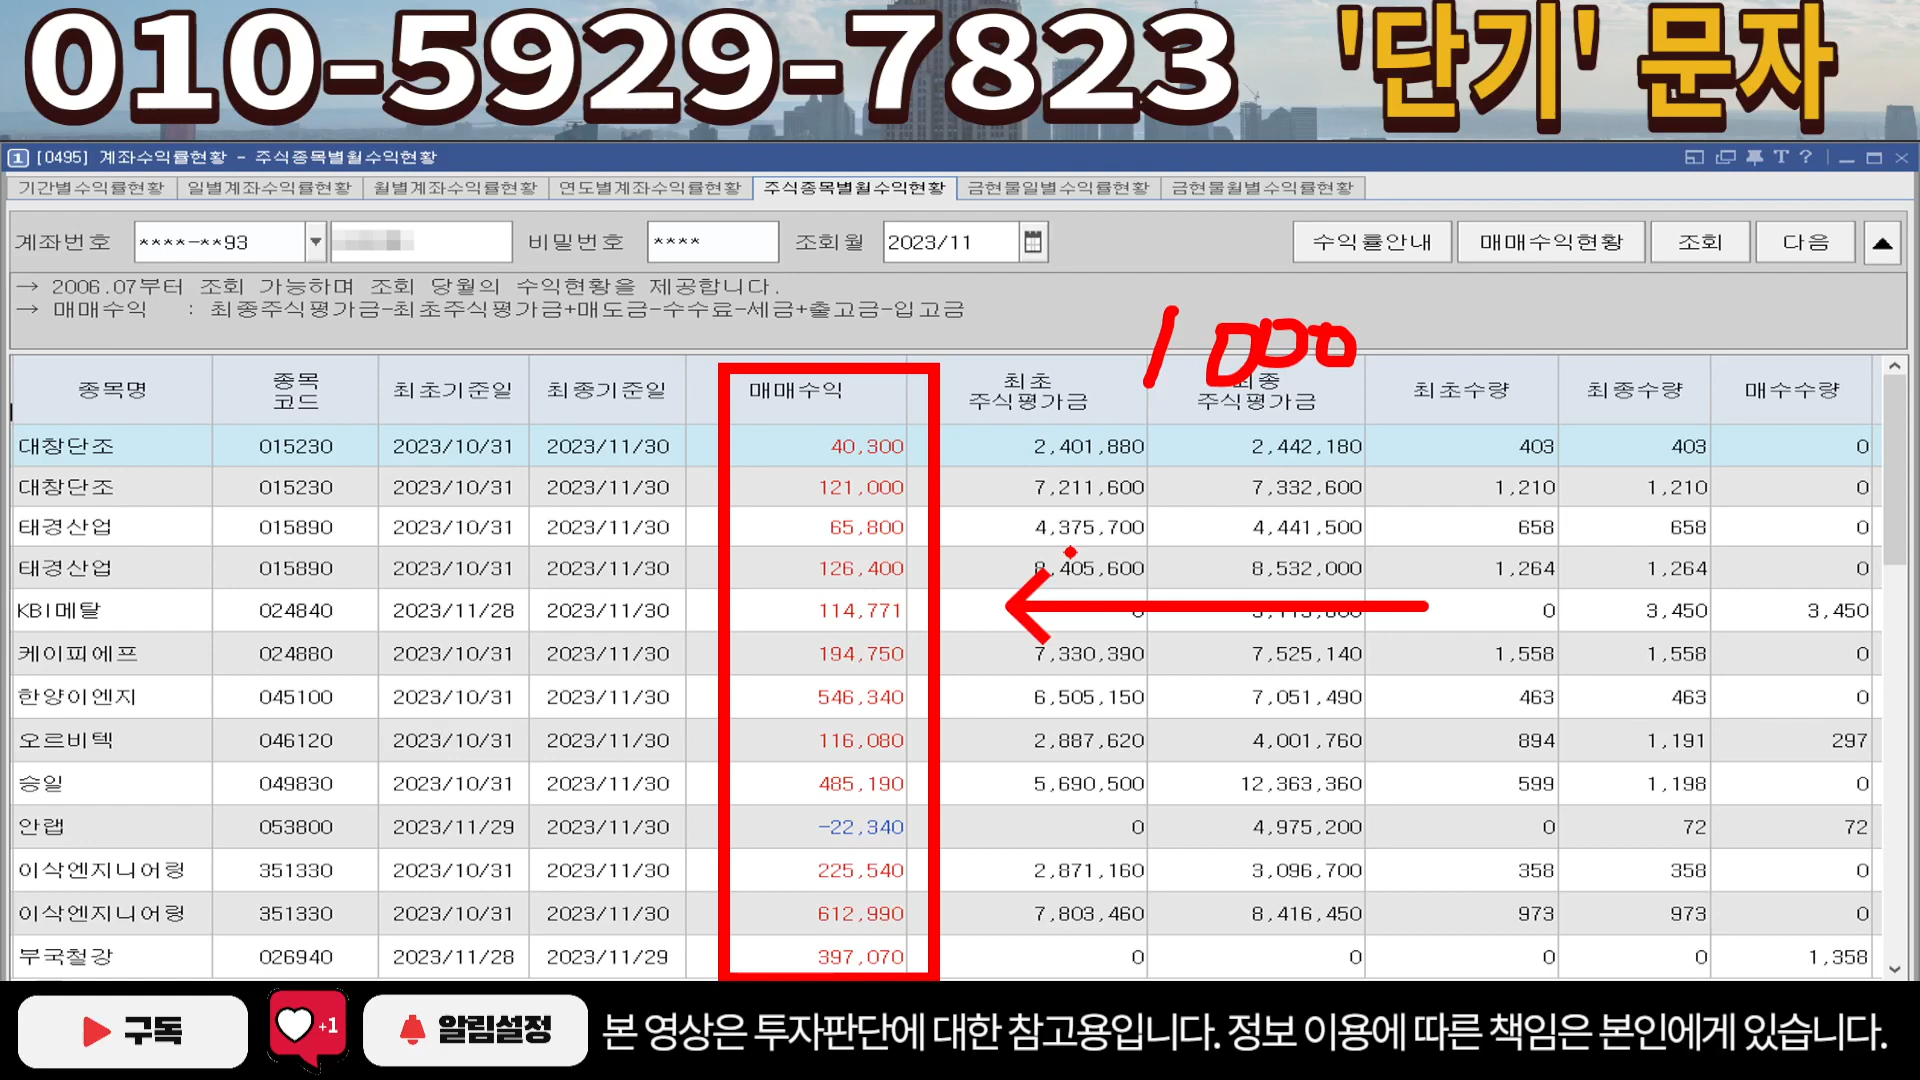 010-5929-7823 '단기' 문자
1 [0495] 계좌수익률현황 - 주식종목별월수익현황
기간별수익률현황 일별계좌수익률현황 월별계좌수익률현황 연도별계좌수익률현황 주식종목별월수익현황 금현물일별수익률현황 금현물월별수익률현황
계좌번호 ****-**93 비밀번호 **** 조회월 2023/11 수익률안내 매매수익현황 조회 다음
→ 2006.07부터 조회 가능하며 조회 당월의 수익현황을 제공합니다.
→ 매매수익 : 최종주식평가금-최초주식평가금+매도금-수수료-세금+출고금-입고금
1000
종목명 종목코드 최초기준일 최종기준일 매매수익 최초주식평가금 최종주식평가금 최초수량 최종수량 매수수량
대창단조 015230 2023/10/31 2023/11/30 40,300 2,401,880 2,442,180 403 403 0
대창단조 015230 2023/10/31 2023/11/30 121,000 7,211,600 7,332,600 1,210 1,210 0
태경산업 015890 2023/10/31 2023/11/30 65,800 4,375,700 4,441,500 658 658 0
태경산업 015890 2023/10/31 2023/11/30 126,400 8,405,600 8,532,000 1,264 1,264 0
KBI메탈 024840 2023/11/28 2023/11/30 114,771 0 0 3,450 3,450
케이피에프 024880 2023/10/31 2023/11/30 194,750 7,330,390 7,525,140 1,558 1,558 0
한양이엔지 045100 2023/10/31 2023/11/30 546,340 6,505,150 7,051,490 463 463 0
오르비텍 046120 2023/10/31 2023/11/30 116,080 2,887,620 4,001,760 894 1,191 297
승일 049830 2023/10/31 2023/11/30 485,190 5,690,500 12,363,360 599 1,198 0
안랩 053800 2023/11/29 2023/11/30 -22,340 0 4,975,200 0 72 72
이삭엔지니어링 351330 2023/10/31 2023/11/30 225,540 2,871,160 3,096,700 358 358 0
이삭엔지니어링 351330 2023/10/31 2023/11/30 612,990 7,803,460 8,416,450 973 973 0
부국철강 026940 2023/11/28 2023/11/29 397,070 0 0 0 0 1,358
구독 +1 알림설정 본 영상은 투자판단에 대한 참고용입니다. 정보 이용에 따른 책임은 본인에게 있습니다.